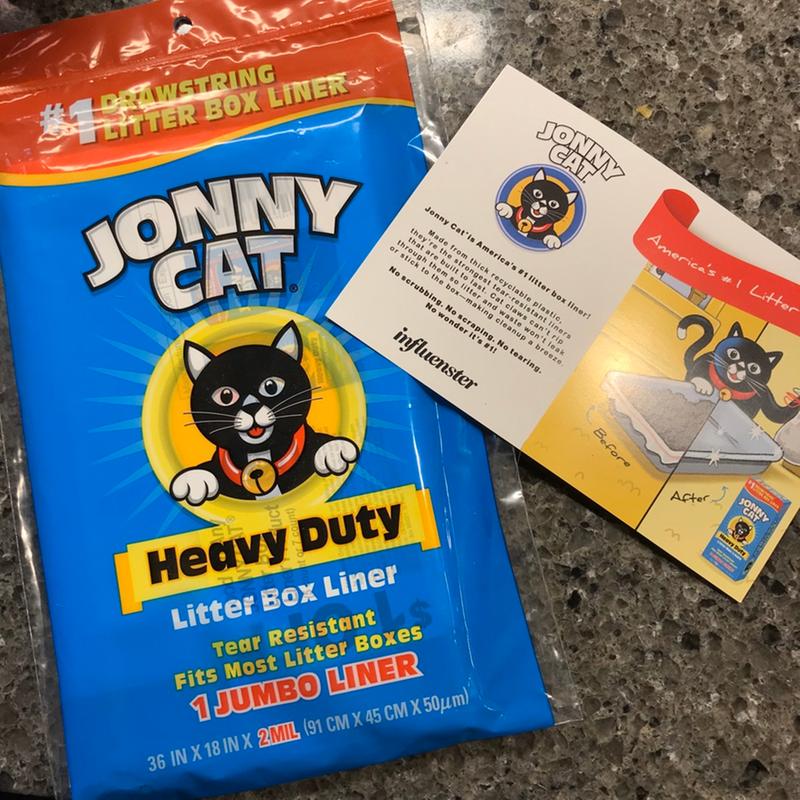 #1 DRAWSTRING
LITTER BOX LINER
JONNY
CAT®
Heavy Duty
Litter Box Liner
Tear Resistant
Fits Most Litter Boxes
1 JUMBO LINER
36 IN X 18 IN X 2 MIL (91 CM X 45 CM X 50μm)
JONNY
CAT
Jonny Cat® is America's #1 litter box liner!
Made from thick recyclable plastic,
they're the strongest tear-resistant liners
that are built to last. Cat claws can't rip
through them so litter and waste can't leak
or stick to the box—making cleanup a breeze.
No scrubbing. No scraping. No tearing.
No wonder it's #1!
influenster
America's #1 Litter
Before
After
JONNY
CAT
Heavy Duty